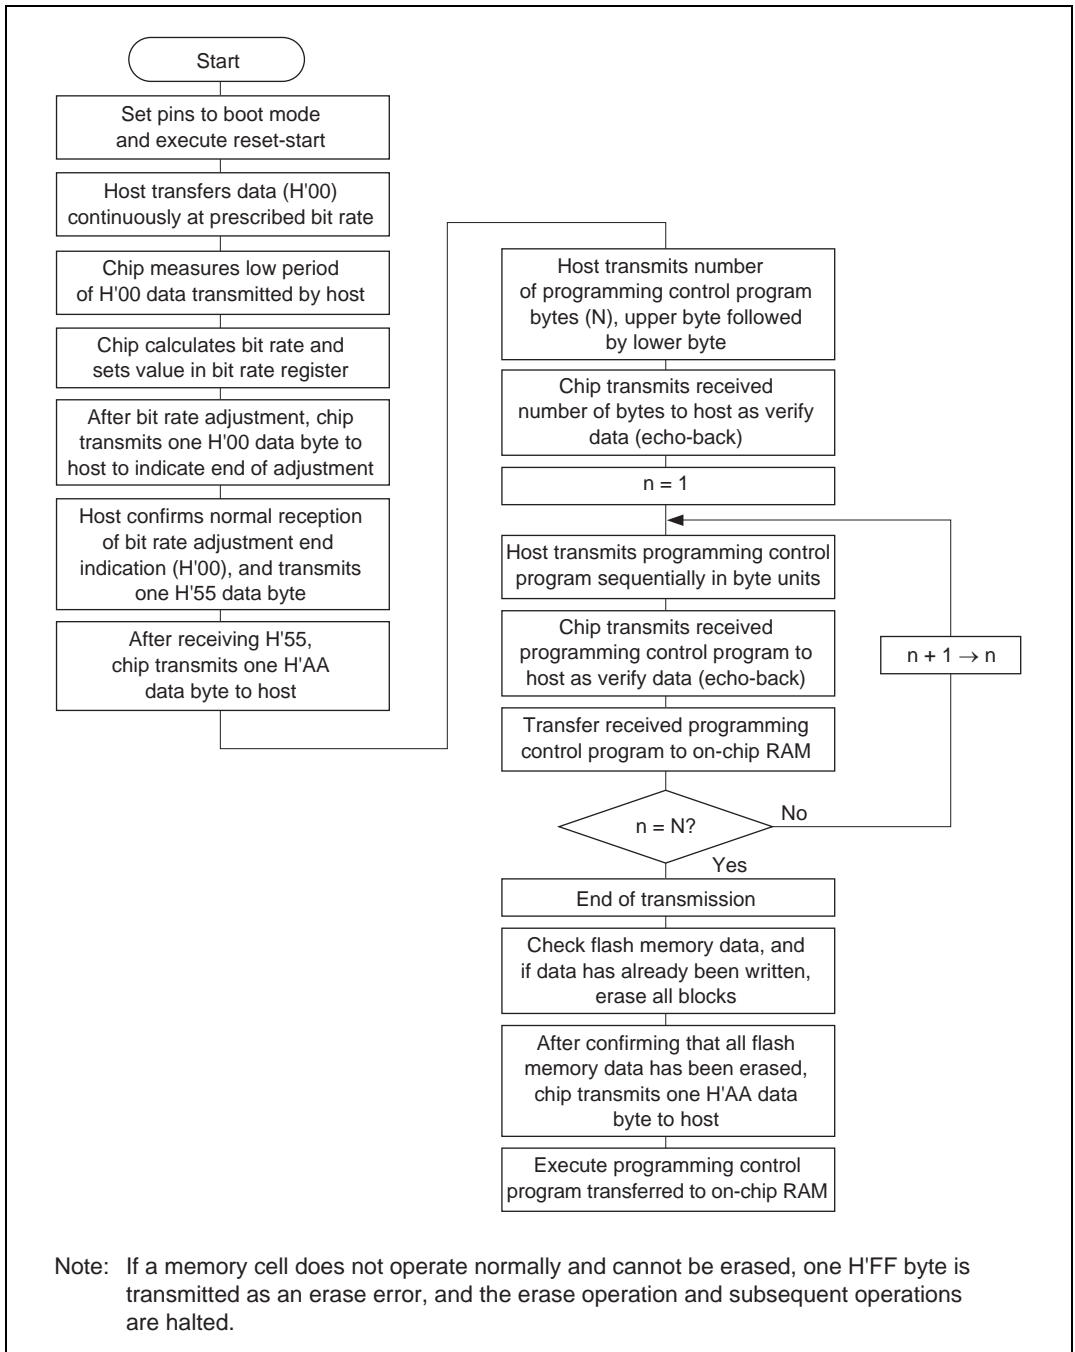 Start
Set pins to boot mode
and execute reset-start
Host transfers data (H'00)
continuously at prescribed bit rate
Chip measures low period
of H'00 data transmitted by host
Chip calculates bit rate and
sets value in bit rate register
After bit rate adjustment, chip
transmits one H'00 data byte to
host to indicate end of adjustment
Host confirms normal reception
of bit rate adjustment end
indication (H'00), and transmits
one H'55 data byte
After receiving H'55,
chip transmits one H'AA
data byte to host
Host transmits number
of programming control program
bytes (N), upper byte followed
by lower byte
Chip transmits received
number of bytes to host as verify
data (echo-back)
n = 1
Host transmits programming control
program sequentially in byte units
Chip transmits received
programming control program to
host as verify data (echo-back)
n + 1 → n
Transfer received programming
control program to on-chip RAM
n = N?
No
Yes
End of transmission
Check flash memory data, and
if data has already been written,
erase all blocks
After confirming that all flash
memory data has been erased,
chip transmits one H'AA data
byte to host
Execute programming control
program transferred to on-chip RAM
Note: If a memory cell does not operate normally and cannot be erased, one H'FF byte is
transmitted as an erase error, and the erase operation and subsequent operations
are halted.